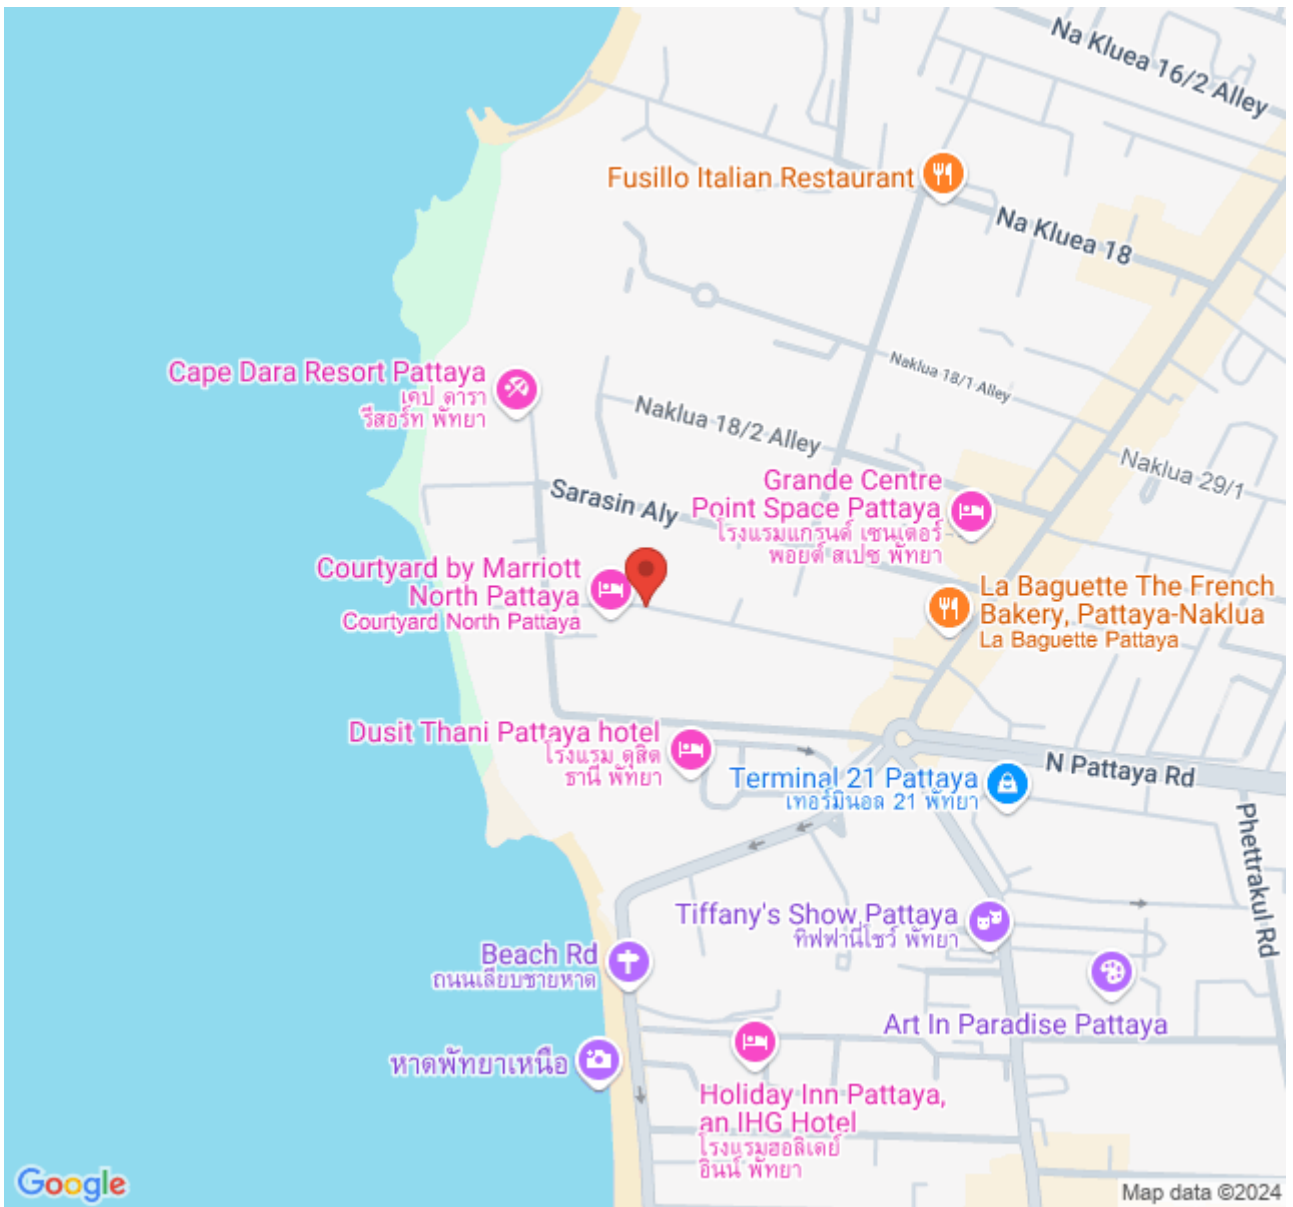 Na Kluea 16/2 Alley
Fusillo Italian Restaurant
Na Kluea 18
Naklua 18/1 Alley
Cape Dara Resort Pattaya
เคป ดารา
รีสอร์ท พัทยา
Naklua 18/2 Alley
Naklua 29/1
Sarasin Aly
Grande Centre
Point Space Pattaya
โรงแรมแกรนด์ เซนเตอร์
พอยต์ สเปซ พัทยา
Courtyard by Marriott
North Pattaya
Courtyard North Pattaya
La Baguette The French
Bakery, Pattaya-Naklua
La Baguette Pattaya
Dusit Thani Pattaya hotel
โรงแรม ดุสิต
ธานี พัทยา
N Pattaya Rd
Terminal 21 Pattaya
เทอร์มินอล 21 พัทยา
Phettrakul Rd
Tiffany's Show Pattaya
ทิฟฟานี่โชว์ พัทยา
Beach Rd
ถนนเลียบชายหาด
Art In Paradise Pattaya
หาดพัทยาเหนือ
Holiday Inn Pattaya,
an IHG Hotel
โรงแรมฮอลิเดย์
อินน์ พัทยา
Google
Map data ©2024